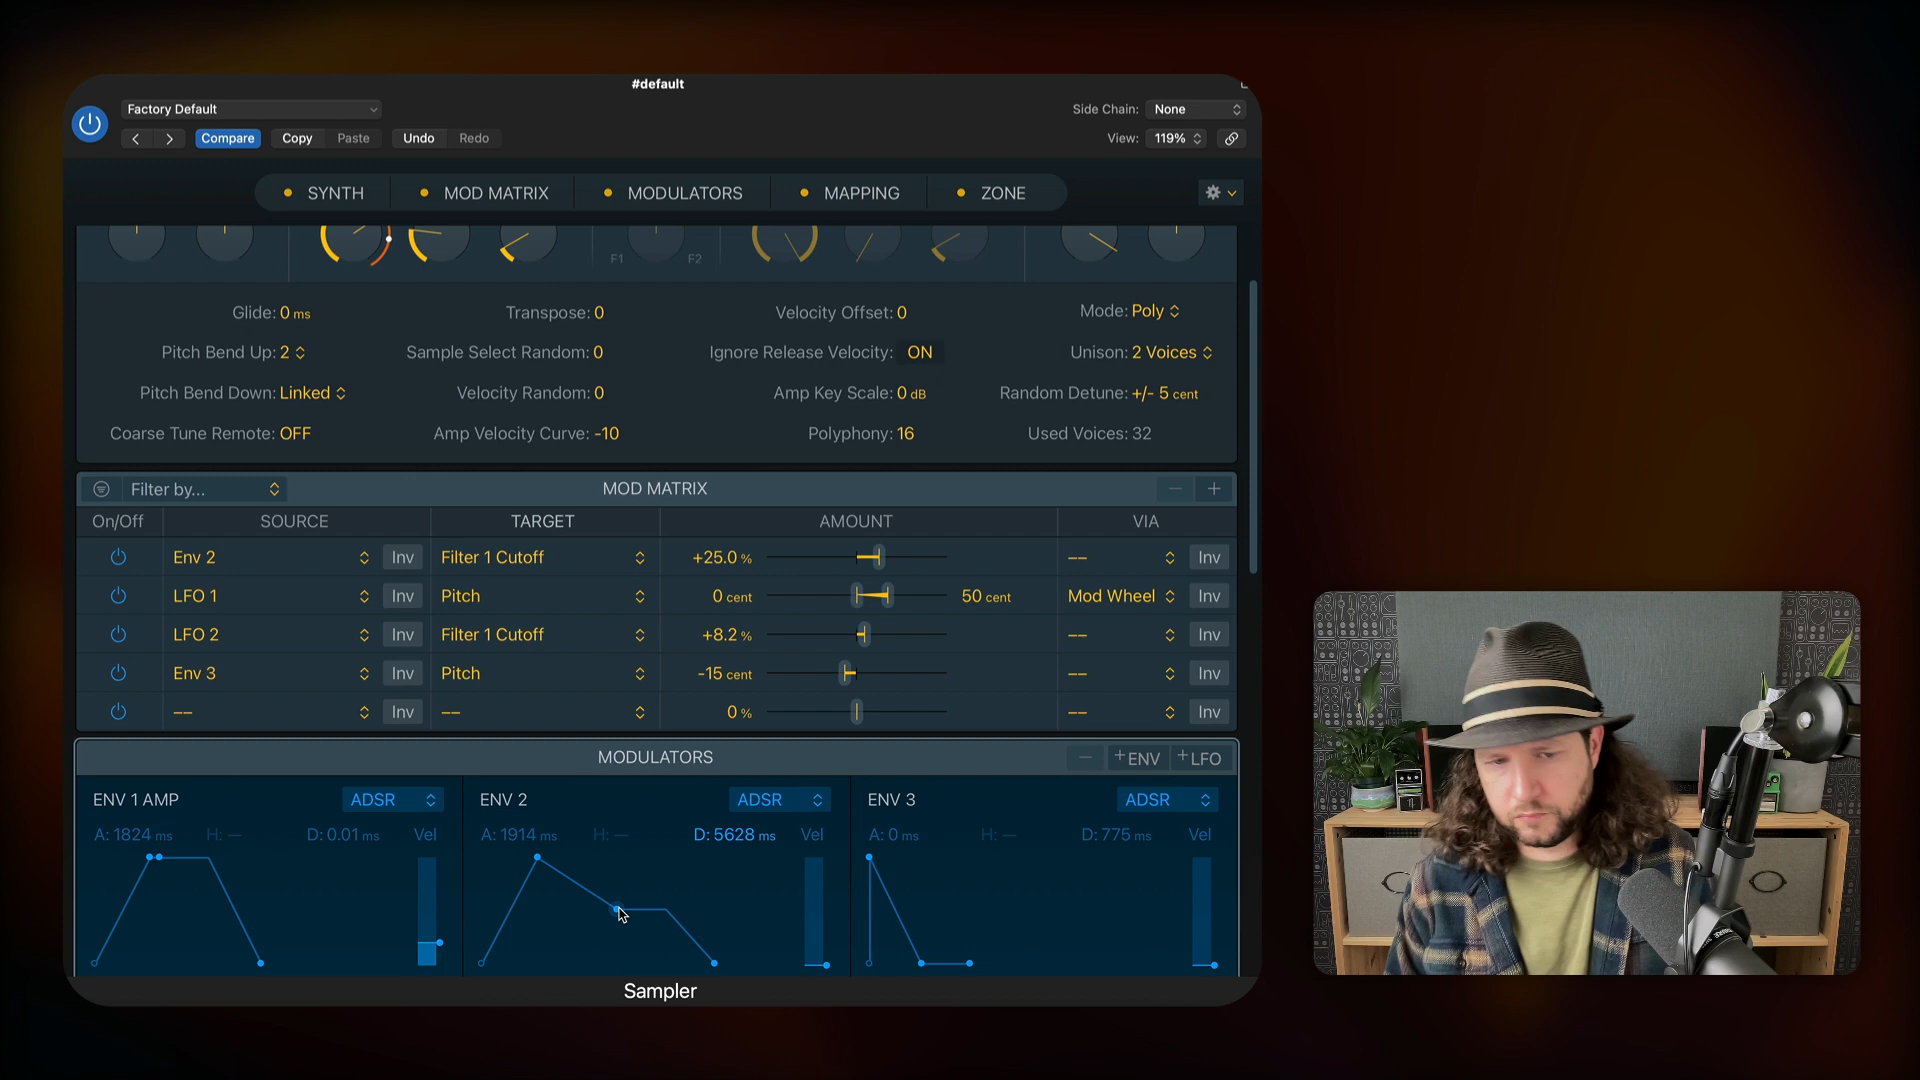 #default
Factory Default
Side Chain: None
Compare Copy Paste Undo Redo
View: 119%
SYNTH MOD MATRIX MODULATORS MAPPING ZONE
F1 F2
Glide: 0 ms Transpose: 0 Velocity Offset: 0 Mode: Poly
Pitch Bend Up: 2 Sample Select Random: 0 Ignore Release Velocity: ON Unison: 2 Voices
Pitch Bend Down: Linked Velocity Random: 0 Amp Key Scale: 0 dB Random Detune: +/- 5 cent
Coarse Tune Remote: OFF Amp Velocity Curve: -10 Polyphony: 16 Used Voices: 32
Filter by... MOD MATRIX − +
On/Off SOURCE TARGET AMOUNT VIA
Env 2 Inv Filter 1 Cutoff +25.0 % -- Inv
LFO 1 Inv Pitch 0 cent 50 cent Mod Wheel Inv
LFO 2 Inv Filter 1 Cutoff +8.2 % -- Inv
Env 3 Inv Pitch -15 cent -- Inv
-- Inv -- 0 % -- Inv
MODULATORS − +ENV +LFO
ENV 1 AMP ADSR ENV 2 ADSR ENV 3 ADSR
A: 1824 ms H: — D: 0.01 ms Vel A: 1914 ms H: — D: 5628 ms Vel A: 0 ms H: — D: 775 ms Vel
Sampler